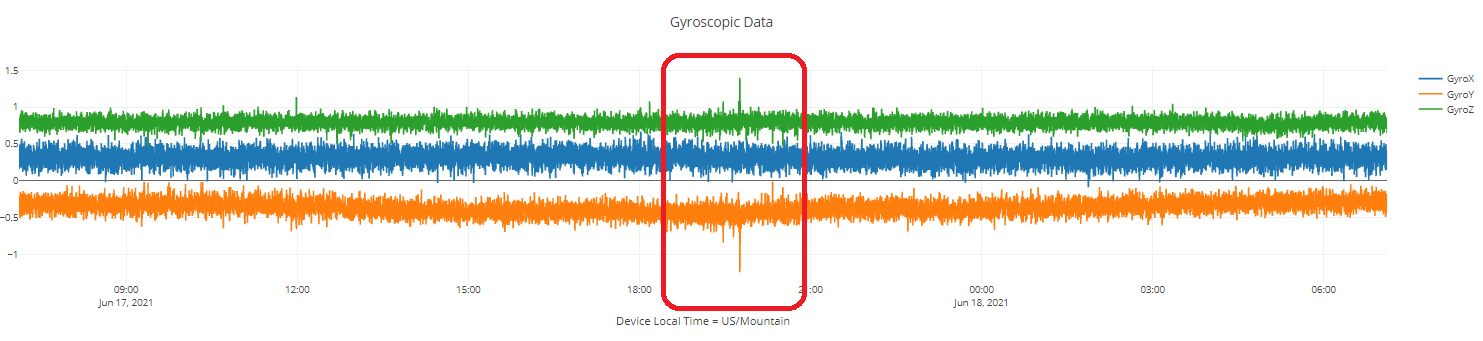 Gyroscopic Data
1.5
1
0.5
0
−0.5
−1
GyroX
GyroY
GyroZ
09:00 12:00 15:00 18:00 21:00 00:00 03:00 06:00
Jun 17, 2021 Jun 18, 2021
Device Local Time = US/Mountain